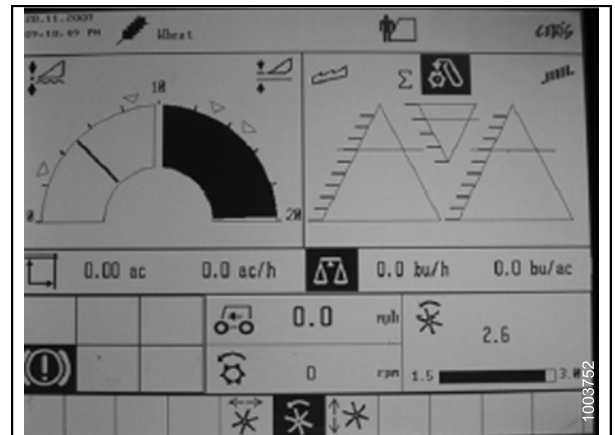 20.11.2007
09:10:49 PM
Wheat
CEBIS
10
Σ
0
20
0.00 ac 0.0 ac/h 0.0 bu/h 0.0 bu/ac
0.0 mph
2.6
0 rpm
1.5 3.0
1003752